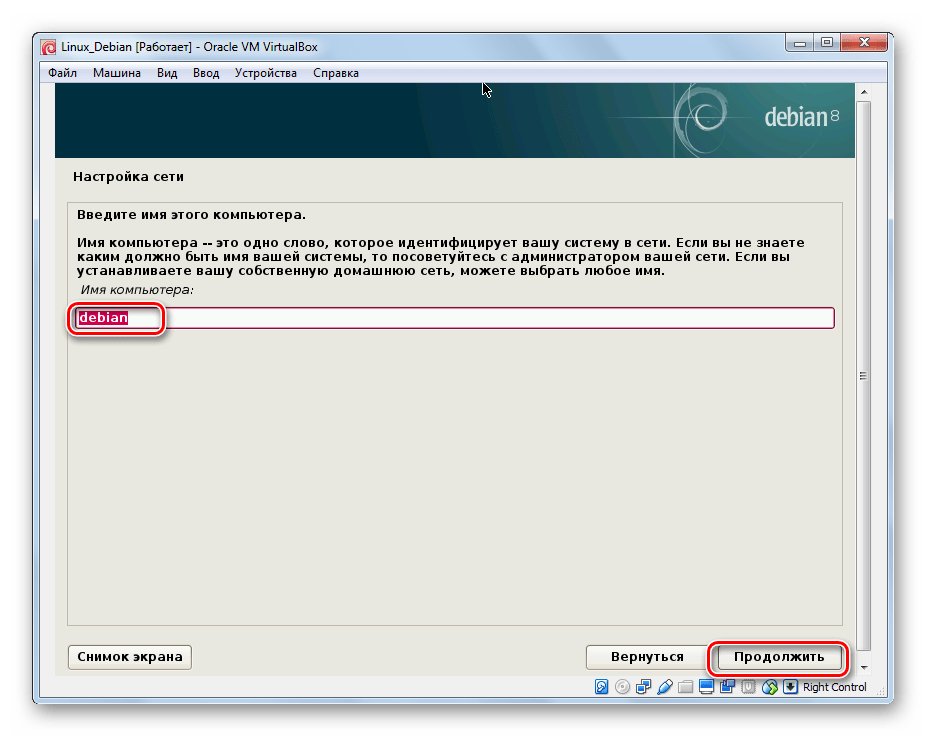 Linux_Debian [Работает] - Oracle VM VirtualBox
Файл Машина Вид Ввод Устройства Справка
debian 8
Настройка сети
Введите имя этого компьютера.
Имя компьютера -- это одно слово, которое идентифицирует вашу систему в сети. Если вы не знаете
каким должно быть имя вашей системы, то посоветуйтесь с администратором вашей сети. Если вы
устанавливаете вашу собственную домашнюю сеть, можете выбрать любое имя.
Имя компьютера:
debian
Снимок экрана Вернуться Продолжить
Right Control